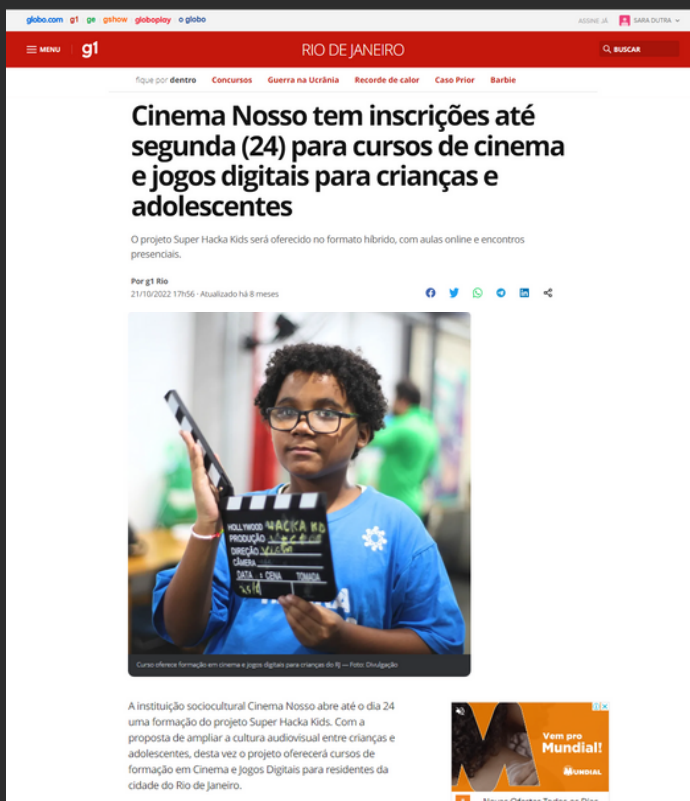 globo.com g1 ge gshow globoplay o globo
ASSINE JÁ SARA DUTRA
MENU g1 RIO DE JANEIRO BUSCAR
fique por dentro Concursos Guerra na Ucrânia Recorde de calor Caso Prior Barbie
Cinema Nosso tem inscrições até
segunda (24) para cursos de cinema
e jogos digitais para crianças e
adolescentes
O projeto Super Hacka Kids será oferecido no formato híbrido, com aulas online e encontros
presenciais.
Por g1 Rio
21/10/2022 17h56 · Atualizado há 8 meses
HOLLYWOOD HACKA KD
PRODUÇÃO
DIREÇÃO
CÂMERA
DATA CENA TOMADA
Curso oferece formação em cinema e jogos digitais para crianças do RJ — Foto: Divulgação
A instituição sociocultural Cinema Nosso abre até o dia 24
uma formação do projeto Super Hacka Kids. Com a
proposta de ampliar a cultura audiovisual entre crianças e
adolescentes, desta vez o projeto oferecerá cursos de
formação em Cinema e Jogos Digitais para residentes da
cidade do Rio de Janeiro.
Vem pro
Mundial!
MUNDIAL